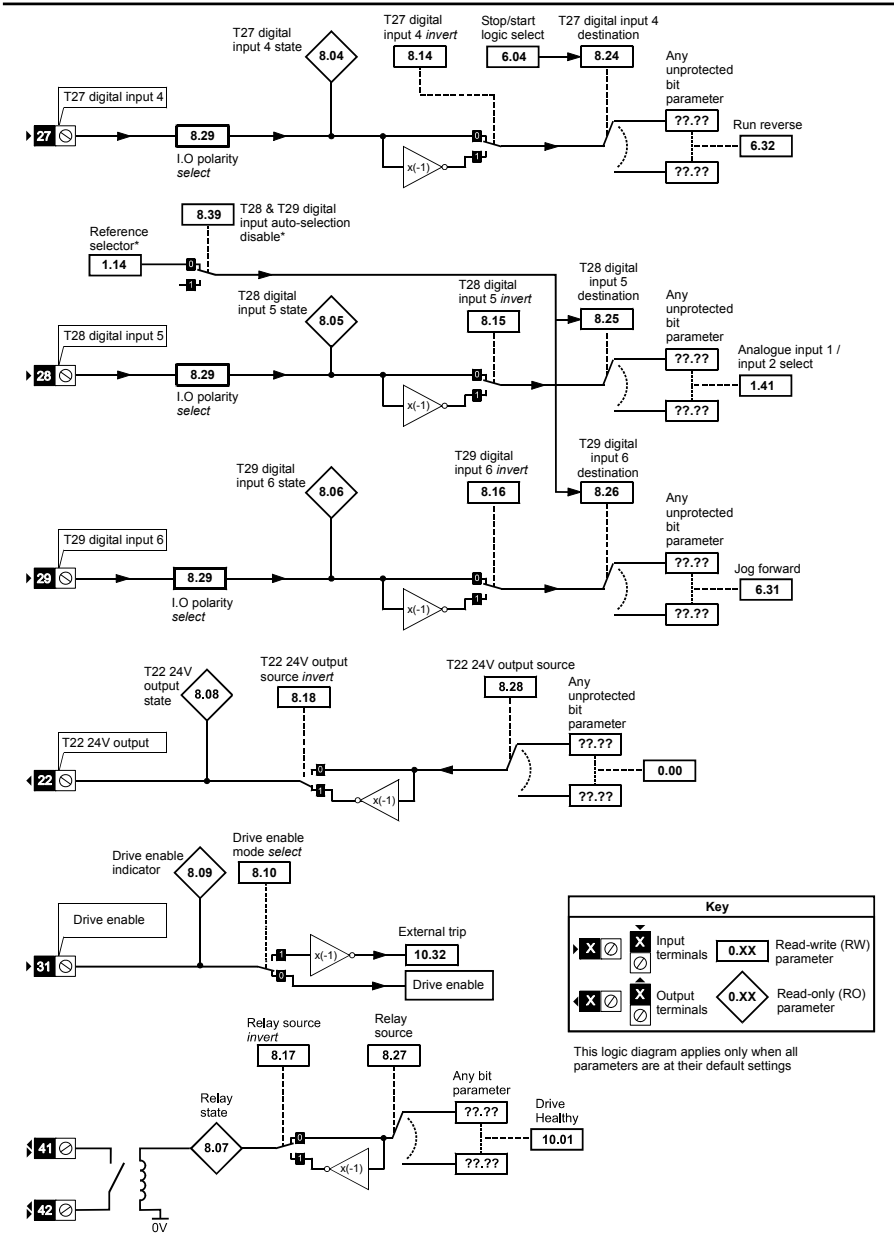 T27 digital
input 4 state
8.04
T27 digital
input 4 invert
8.14
Stop/start
logic select
6.04
T27 digital input 4
destination
8.24
Any
unprotected
bit
parameter
??.??
??.??
Run reverse
6.32
T27 digital input 4
27
8.29
I.O polarity
select
x(-1)
0
1
8.39
T28 & T29 digital
input auto-selection
disable*
Reference
selector*
1.14
0
1
T28 digital
input 5 state
8.05
T28 digital
input 5 invert
8.15
T28 digital
input 5
destination
8.25
Any
unprotected
bit
parameter
??.??
??.??
Analogue input 1 /
input 2 select
1.41
T28 digital input 5
28
8.29
I.O polarity
select
x(-1)
0
1
T29 digital
input 6 state
8.06
T29 digital
input 6 invert
8.16
T29 digital
input 6
destination
8.26
Any
unprotected
bit
parameter
??.??
??.??
Jog forward
6.31
T29 digital input 6
29
8.29
I.O polarity
select
x(-1)
0
1
T22 24V
output
state
8.08
T22 24V output
source invert
8.18
T22 24V output source
8.28
Any
unprotected
bit
parameter
??.??
??.??
0.00
T22 24V output
22
0
1
x(-1)
Drive enable
indicator
8.09
Drive enable
mode select
8.10
Drive enable
31
1
0
x(-1)
External trip
10.32
Drive enable
Key
X
X
Input
terminals
0.XX
Read-write (RW)
parameter
X
X
Output
terminals
0.XX
Read-only (RO)
parameter
This logic diagram applies only when all
parameters are at their default settings
Relay source
invert
8.17
Relay
source
8.27
Any bit
parameter
??.??
??.??
Drive
Healthy
10.01
Relay
state
8.07
0
1
x(-1)
41
42
0V